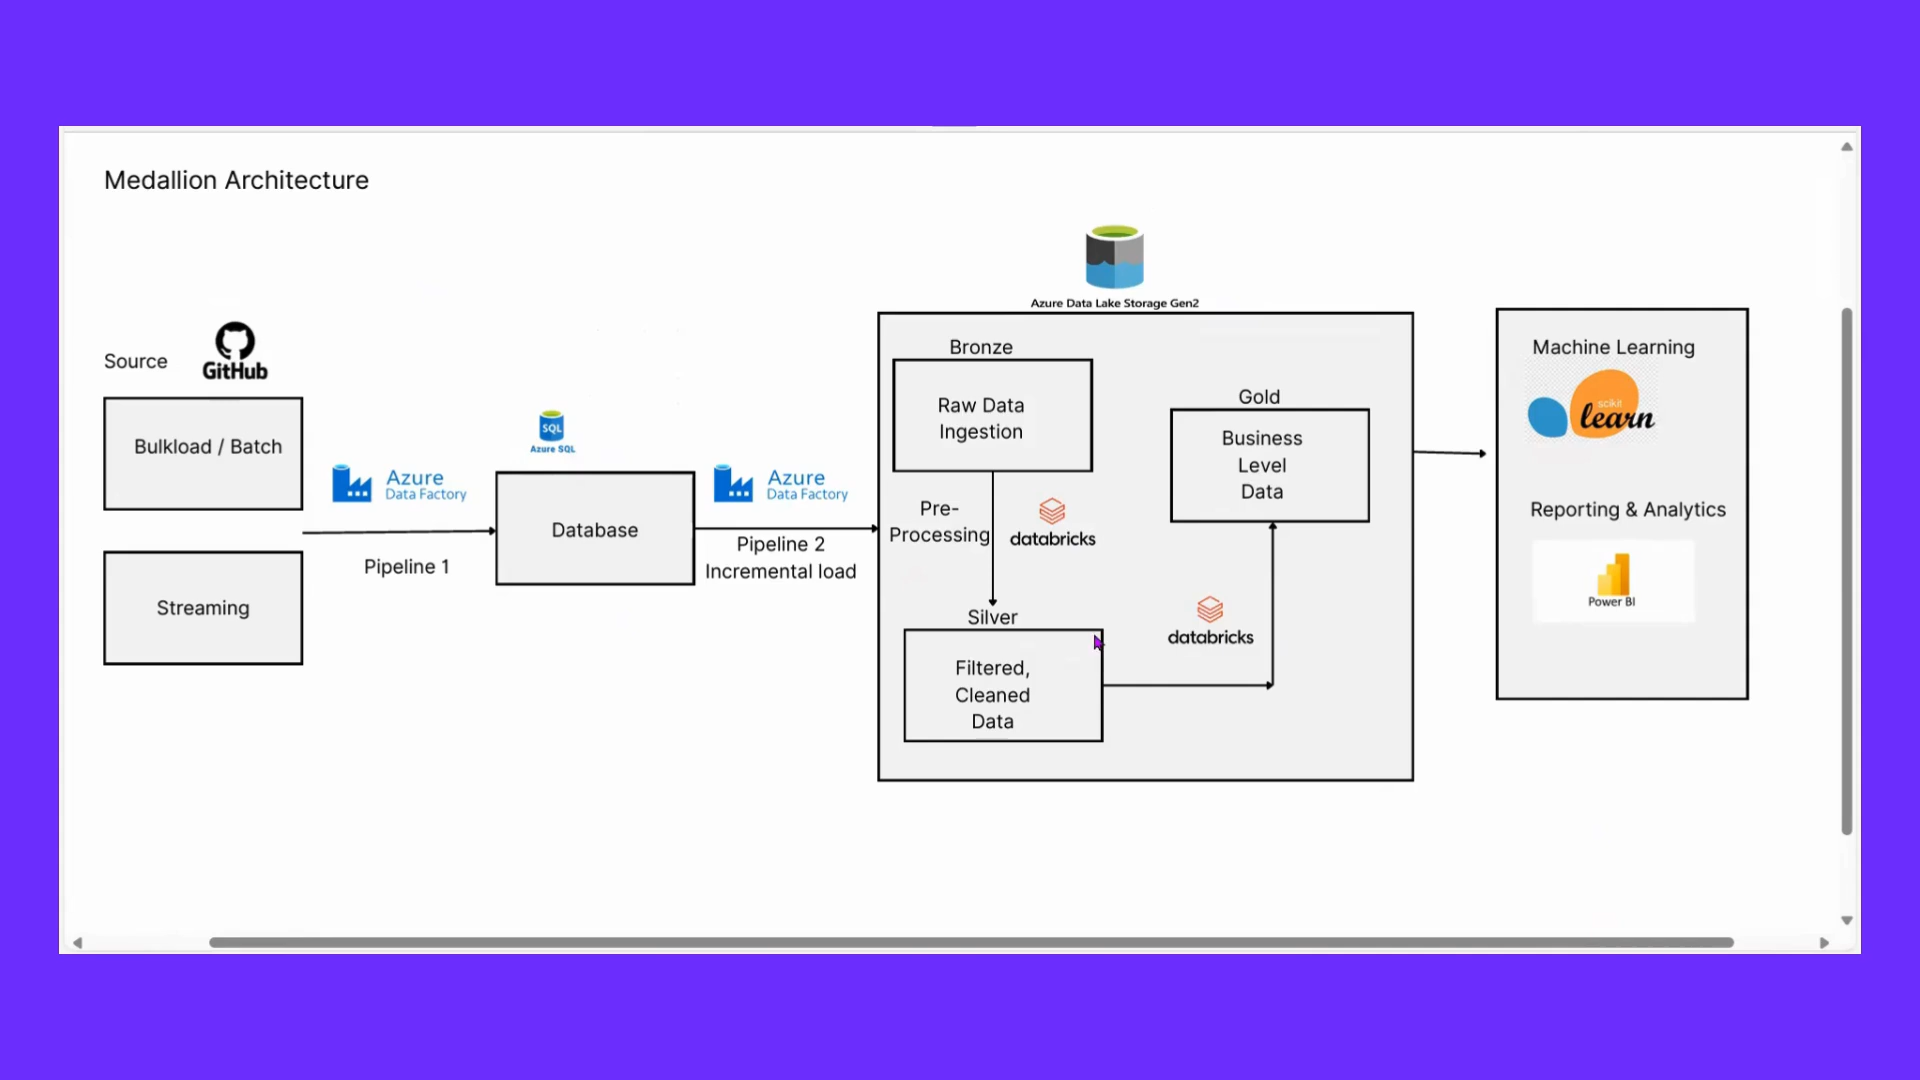 Medallion Architecture
Source
GitHub
Bulkload / Batch
Streaming
Azure
Data Factory
Pipeline 1
SQL
Azure SQL
Database
Azure
Data Factory
Pipeline 2
Incremental load
Azure Data Lake Storage Gen2
Bronze
Raw Data
Ingestion
Pre-
Processing
databricks
Silver
Filtered,
Cleaned
Data
databricks
Gold
Business
Level
Data
Machine Learning
scikit
learn
Reporting & Analytics
Power BI